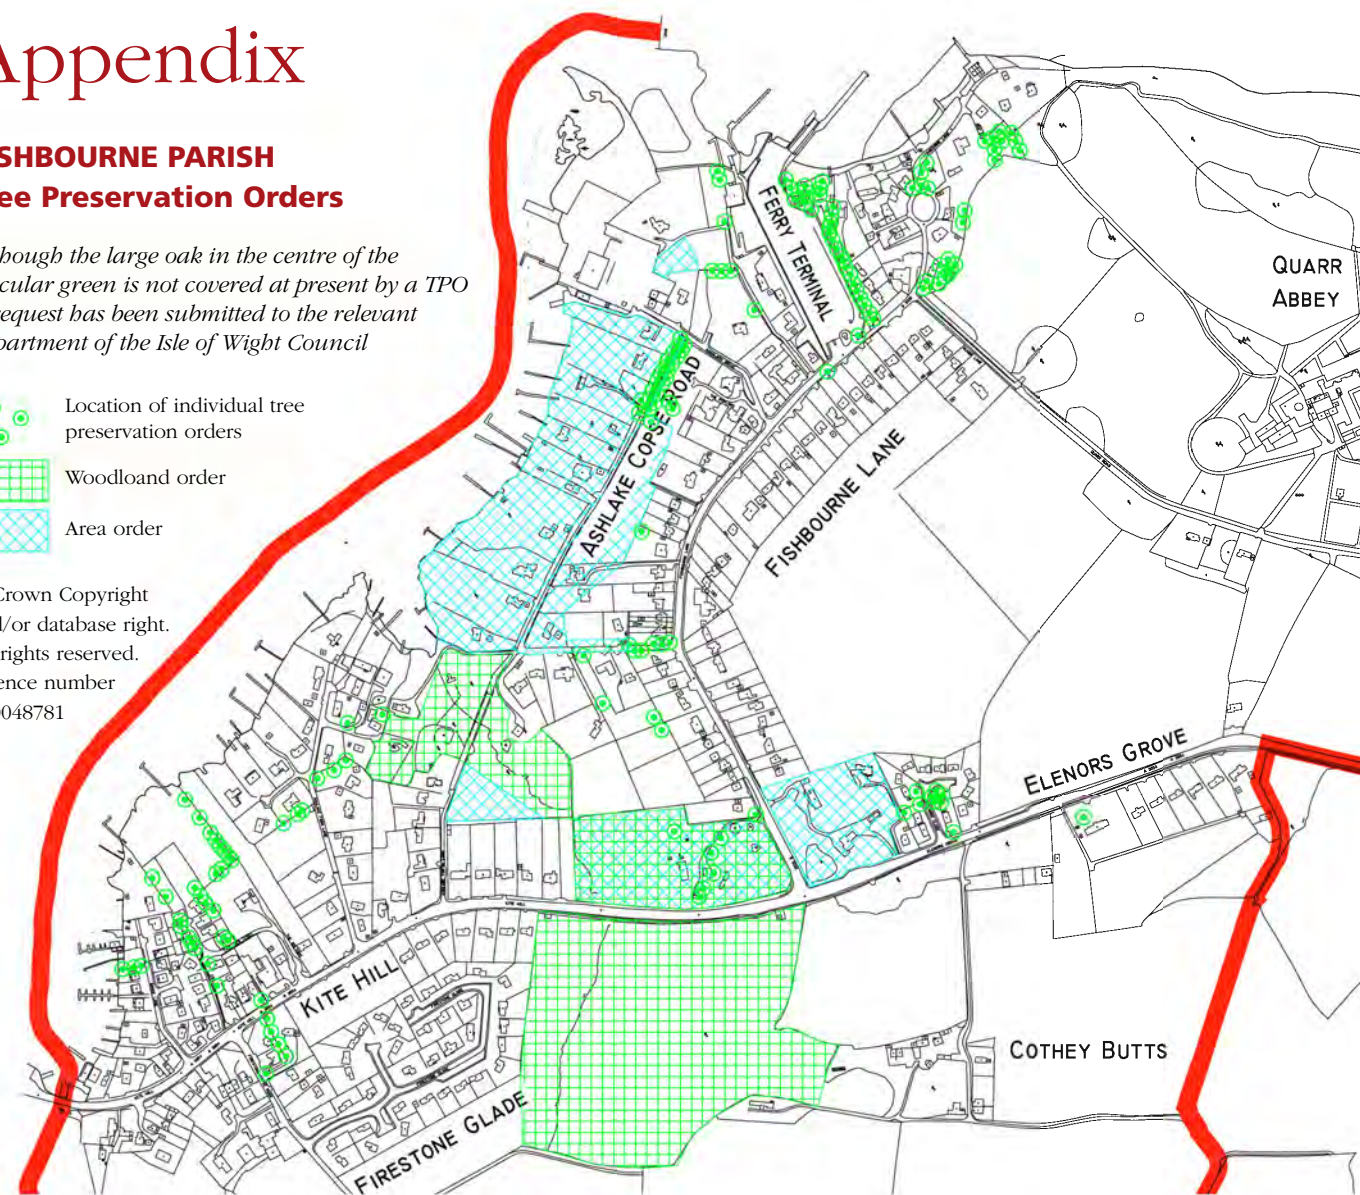 Appendix
SHBOURNE PARISH
ee Preservation Orders
hough the large oak in the centre of the
cular green is not covered at present by a TPO
request has been submitted to the relevant
partment of the Isle of Wight Council
Location of individual tree
preservation orders
Woodloand order
Area order
Crown Copyright
d/or database right.
rights reserved.
ence number
0048781
FERRY TERMINAL
QUARR
ABBEY
ASHLAKE COPSE ROAD
FISHBOURNE LANE
ELENORS GROVE
KITE HILL
COTHEY BUTTS
FIRESTONE GLADE